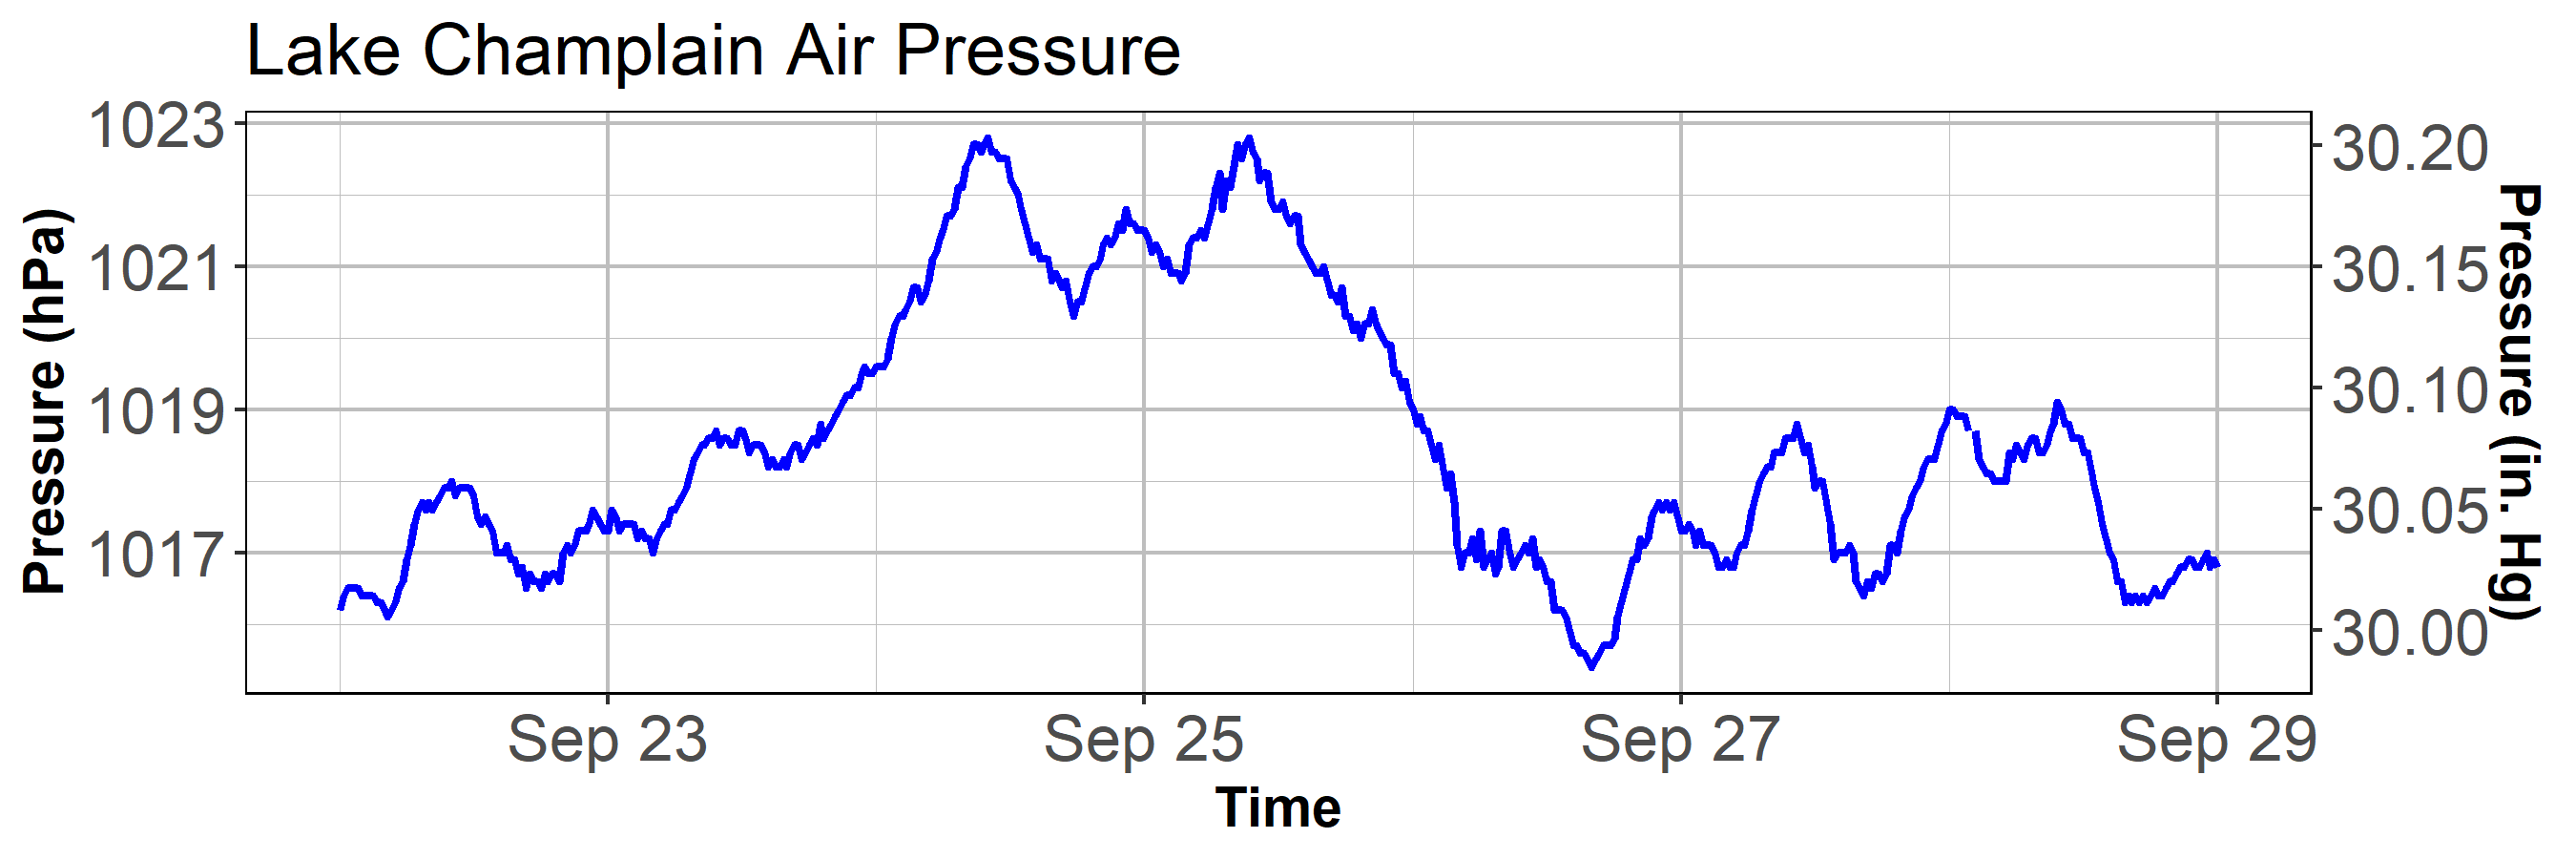 Lake Champlain Air Pressure
Pressure (hPa)
1023
1021
1019
1017
30.20
30.15
30.10
30.05
30.00
Pressure (in. Hg)
Sep 23 Sep 25 Sep 27 Sep 29
Time